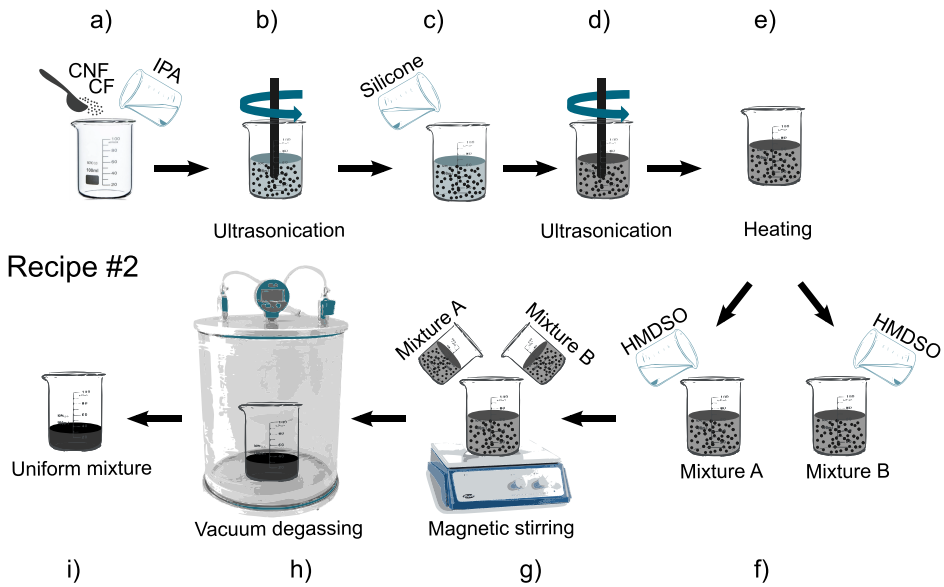 a)
b)
c)
d)
e)
CNF
CF
IPA
Silicone
Ultrasonication
Ultrasonication
Heating
Recipe #2
HMDSO
HMDSO
Mixture A
Mixture B
Mixture A
Mixture B
Uniform mixture
Vacuum degassing
Magnetic stirring
i)
h)
g)
f)